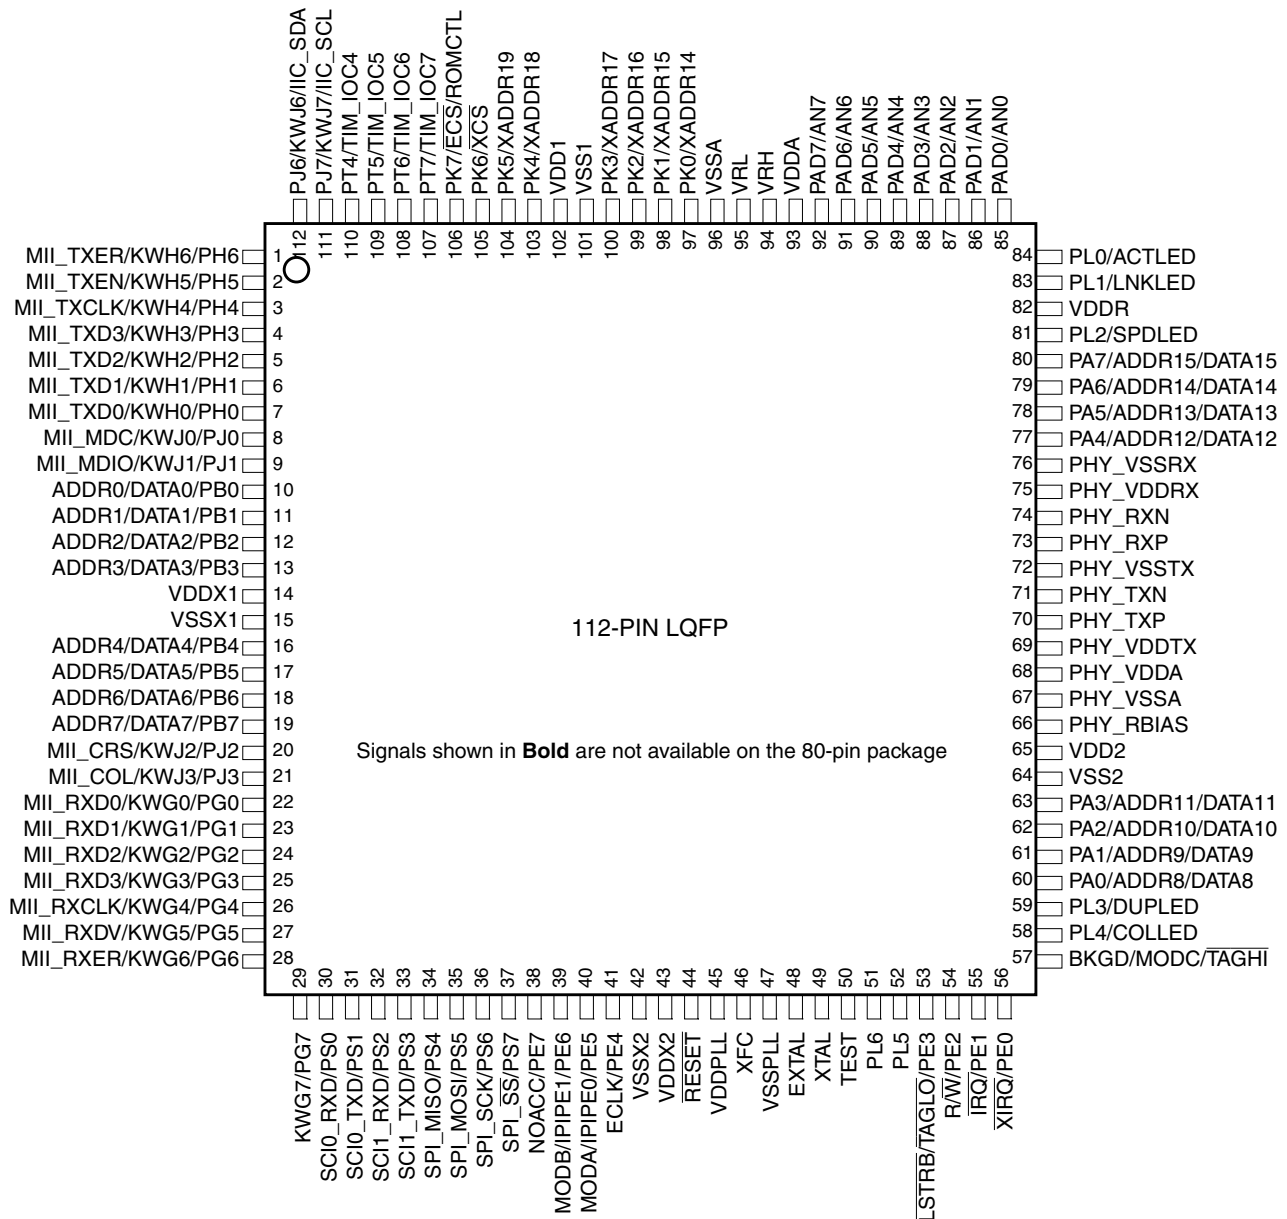 PJ6/KWJ6/IIC_SDA
PJ7/KWJ7/IIC_SCL
PT4/TIM_IOC4
PT5/TIM_IOC5
PT6/TIM_IOC6
PT7/TIM_IOC7
PK7/ECS/ROMCTL
PK6/XCS
PK5/XADDR19
PK4/XADDR18
VDD1
VSS1
PK3/XADDR17
PK2/XADDR16
PK1/XADDR15
PK0/XADDR14
VSSA
VRL
VRH
VDDA
PAD7/AN7
PAD6/AN6
PAD5/AN5
PAD4/AN4
PAD3/AN3
PAD2/AN2
PAD1/AN1
PAD0/AN0
112
111
110
109
108
107
106
105
104
103
102
101
100
99
98
97
96
95
94
93
92
91
90
89
88
87
86
85
MII_TXER/KWH6/PH6 1
MII_TXEN/KWH5/PH5 2
MII_TXCLK/KWH4/PH4 3
MII_TXD3/KWH3/PH3 4
MII_TXD2/KWH2/PH2 5
MII_TXD1/KWH1/PH1 6
MII_TXD0/KWH0/PH0 7
MII_MDC/KWJ0/PJ0 8
MII_MDIO/KWJ1/PJ1 9
ADDR0/DATA0/PB0 10
ADDR1/DATA1/PB1 11
ADDR2/DATA2/PB2 12
ADDR3/DATA3/PB3 13
VDDX1 14
VSSX1 15
ADDR4/DATA4/PB4 16
ADDR5/DATA5/PB5 17
ADDR6/DATA6/PB6 18
ADDR7/DATA7/PB7 19
MII_CRS/KWJ2/PJ2 20
MII_COL/KWJ3/PJ3 21
MII_RXD0/KWG0/PG0 22
MII_RXD1/KWG1/PG1 23
MII_RXD2/KWG2/PG2 24
MII_RXD3/KWG3/PG3 25
MII_RXCLK/KWG4/PG4 26
MII_RXDV/KWG5/PG5 27
MII_RXER/KWG6/PG6 28
112-PIN LQFP
Signals shown in Bold are not available on the 80-pin package
84 PL0/ACTLED
83 PL1/LNKLED
82 VDDR
81 PL2/SPDLED
80 PA7/ADDR15/DATA15
79 PA6/ADDR14/DATA14
78 PA5/ADDR13/DATA13
77 PA4/ADDR12/DATA12
76 PHY_VSSRX
75 PHY_VDDRX
74 PHY_RXN
73 PHY_RXP
72 PHY_VSSTX
71 PHY_TXN
70 PHY_TXP
69 PHY_VDDTX
68 PHY_VDDA
67 PHY_VSSA
66 PHY_RBIAS
65 VDD2
64 VSS2
63 PA3/ADDR11/DATA11
62 PA2/ADDR10/DATA10
61 PA1/ADDR9/DATA9
60 PA0/ADDR8/DATA8
59 PL3/DUPLED
58 PL4/COLLED
57 BKGD/MODC/TAGHI
29
30
31
32
33
34
35
36
37
38
39
40
41
42
43
44
45
46
47
48
49
50
51
52
53
54
55
56
KWG7/PG7
SCI0_RXD/PS0
SCI0_TXD/PS1
SCI1_RXD/PS2
SCI1_TXD/PS3
SPI_MISO/PS4
SPI_MOSI/PS5
SPI_SCK/PS6
SPI_SS/PS7
NOACC/PE7
MODB/IPIPE1/PE6
MODA/IPIPE0/PE5
ECLK/PE4
VSSX2
VDDX2
RESET
VDDPLL
XFC
VSSPLL
EXTAL
XTAL
TEST
PL6
PL5
LSTRB/TAGLO/PE3
R/W/PE2
IRQ/PE1
XIRQ/PE0